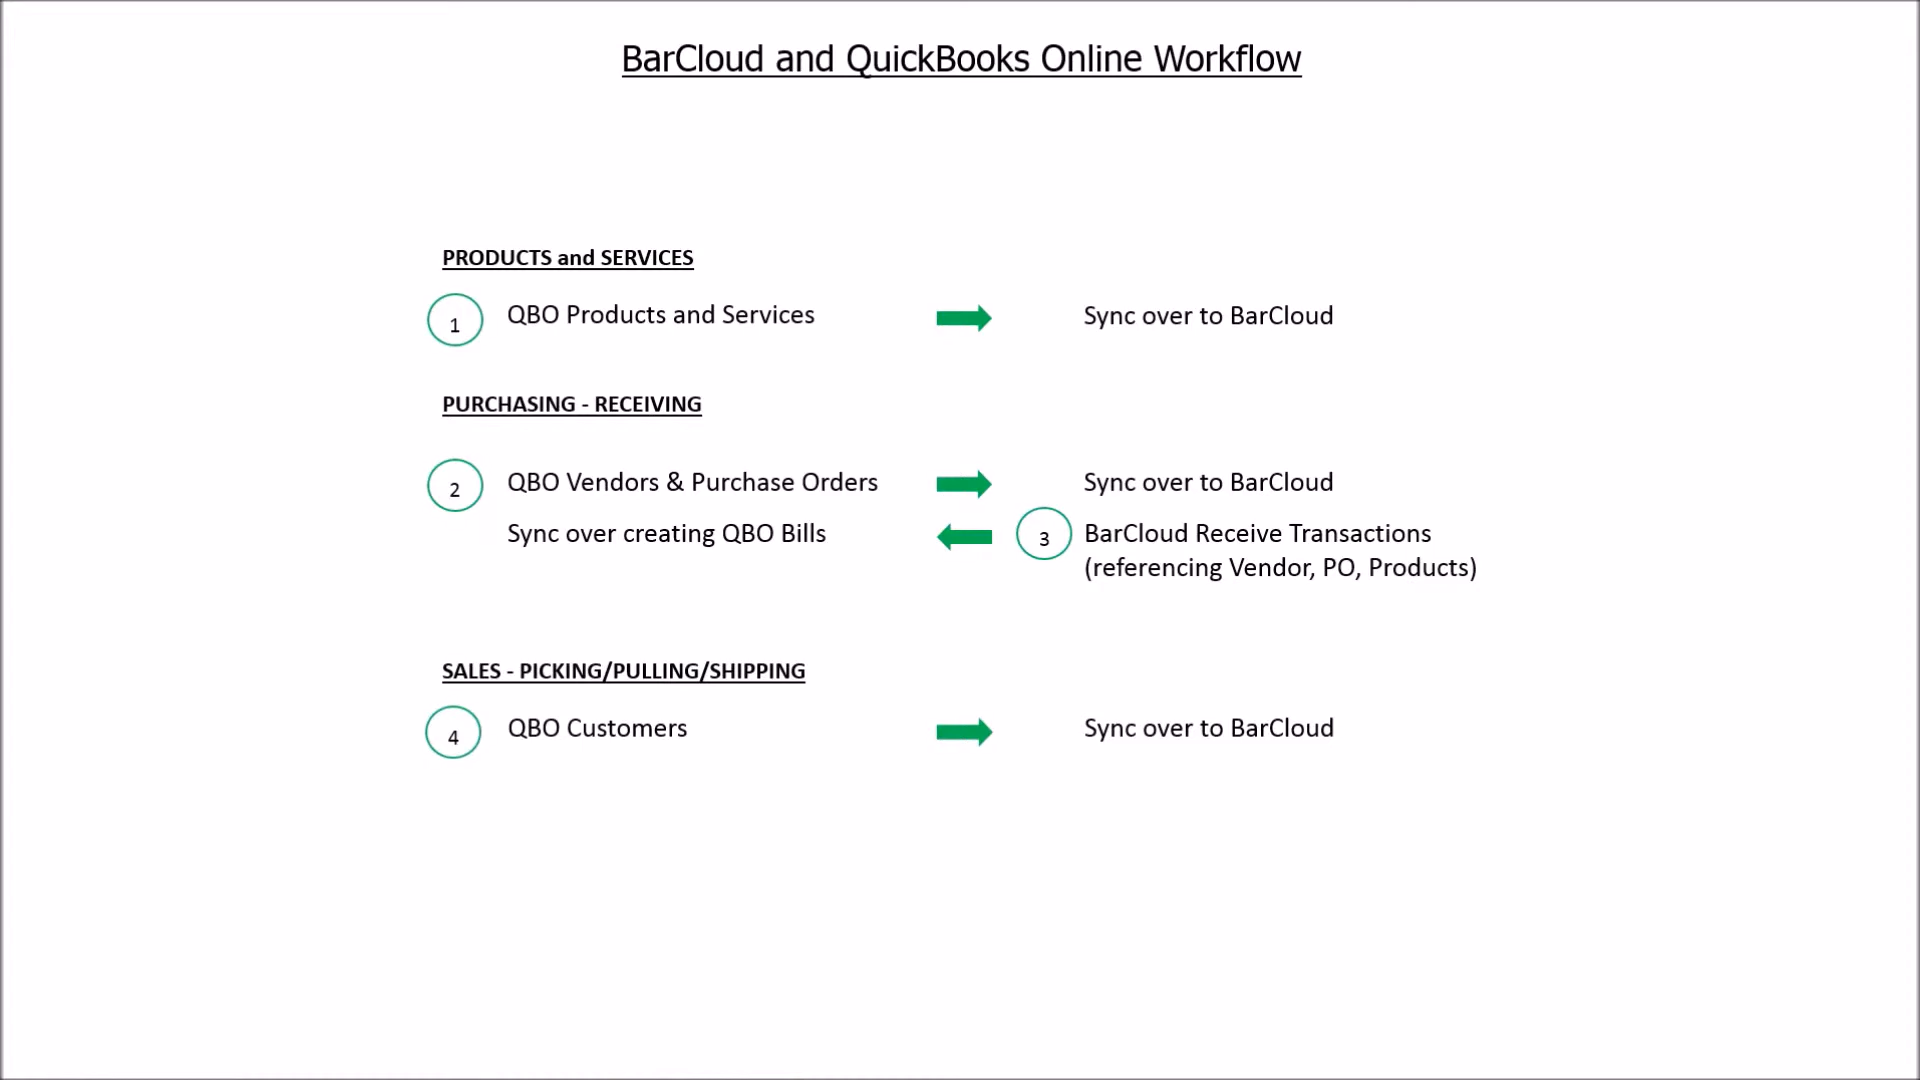 BarCloud and QuickBooks Online Workflow
PRODUCTS and SERVICES
1 QBO Products and Services Sync over to BarCloud
PURCHASING - RECEIVING
2 QBO Vendors & Purchase Orders Sync over to BarCloud
Sync over creating QBO Bills 3 BarCloud Receive Transactions
(referencing Vendor, PO, Products)
SALES - PICKING/PULLING/SHIPPING
4 QBO Customers Sync over to BarCloud